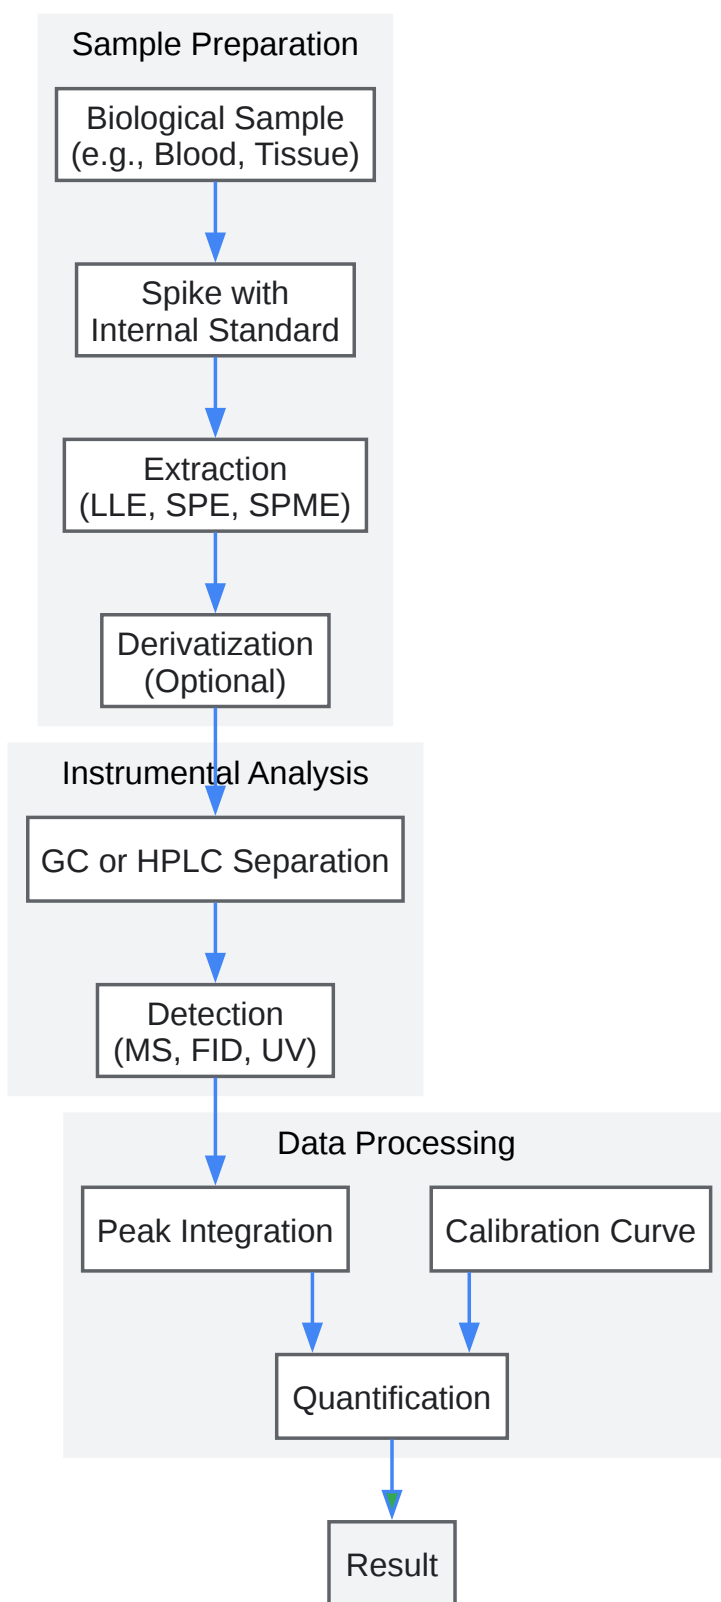 Sample Preparation
Biological Sample
(e.g., Blood, Tissue)
Spike with
Internal Standard
Extraction
(LLE, SPE, SPME)
Derivatization
(Optional)
Instrumental Analysis
GC or HPLC Separation
Detection
(MS, FID, UV)
Data Processing
Peak Integration
Calibration Curve
Quantification
Result